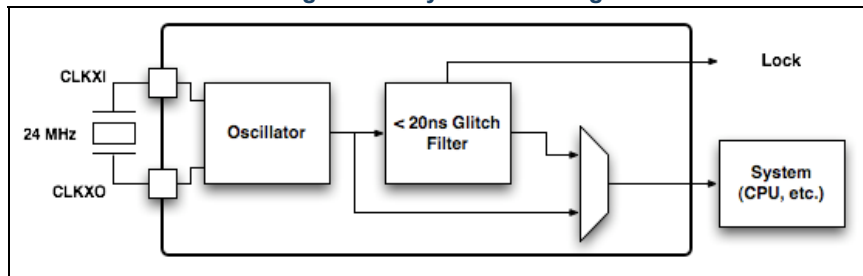 CLKXI
Lock
24 MHz
Oscillator
< 20ns Glitch
Filter
System
(CPU, etc.)
CLKXO